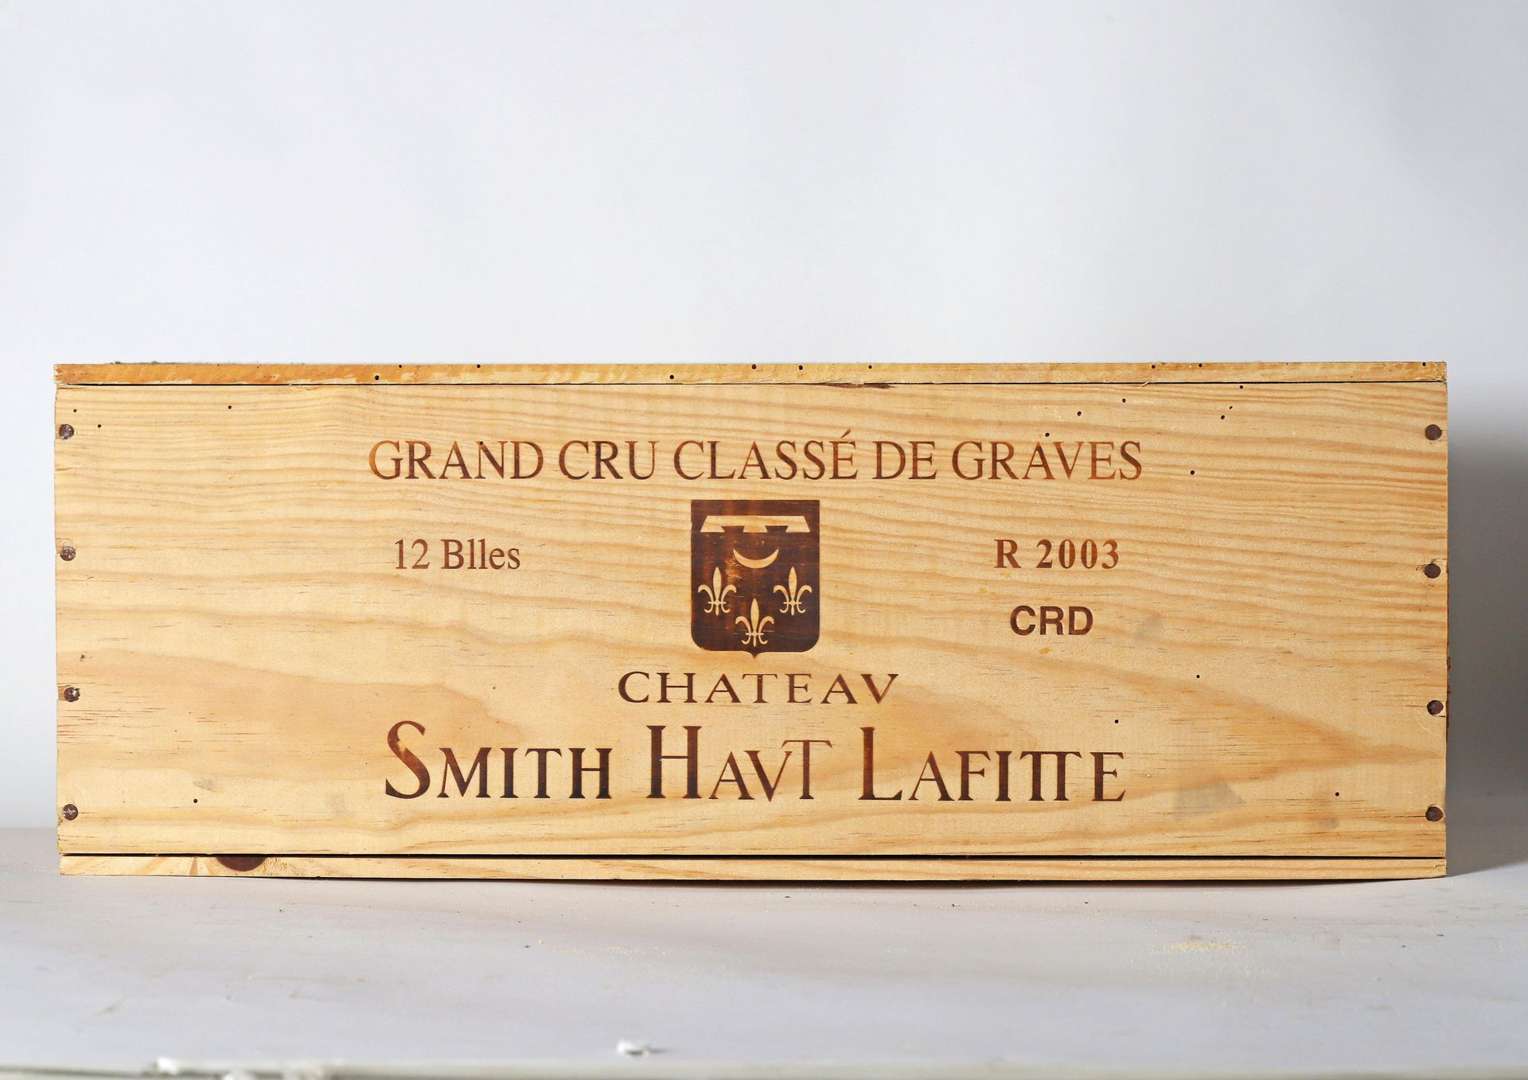 GRAND CRU CLASSÉ DE GRAVES
12 Blles
R 2003
CRD
CHATEAV
SMITH HAVT LAFITTE